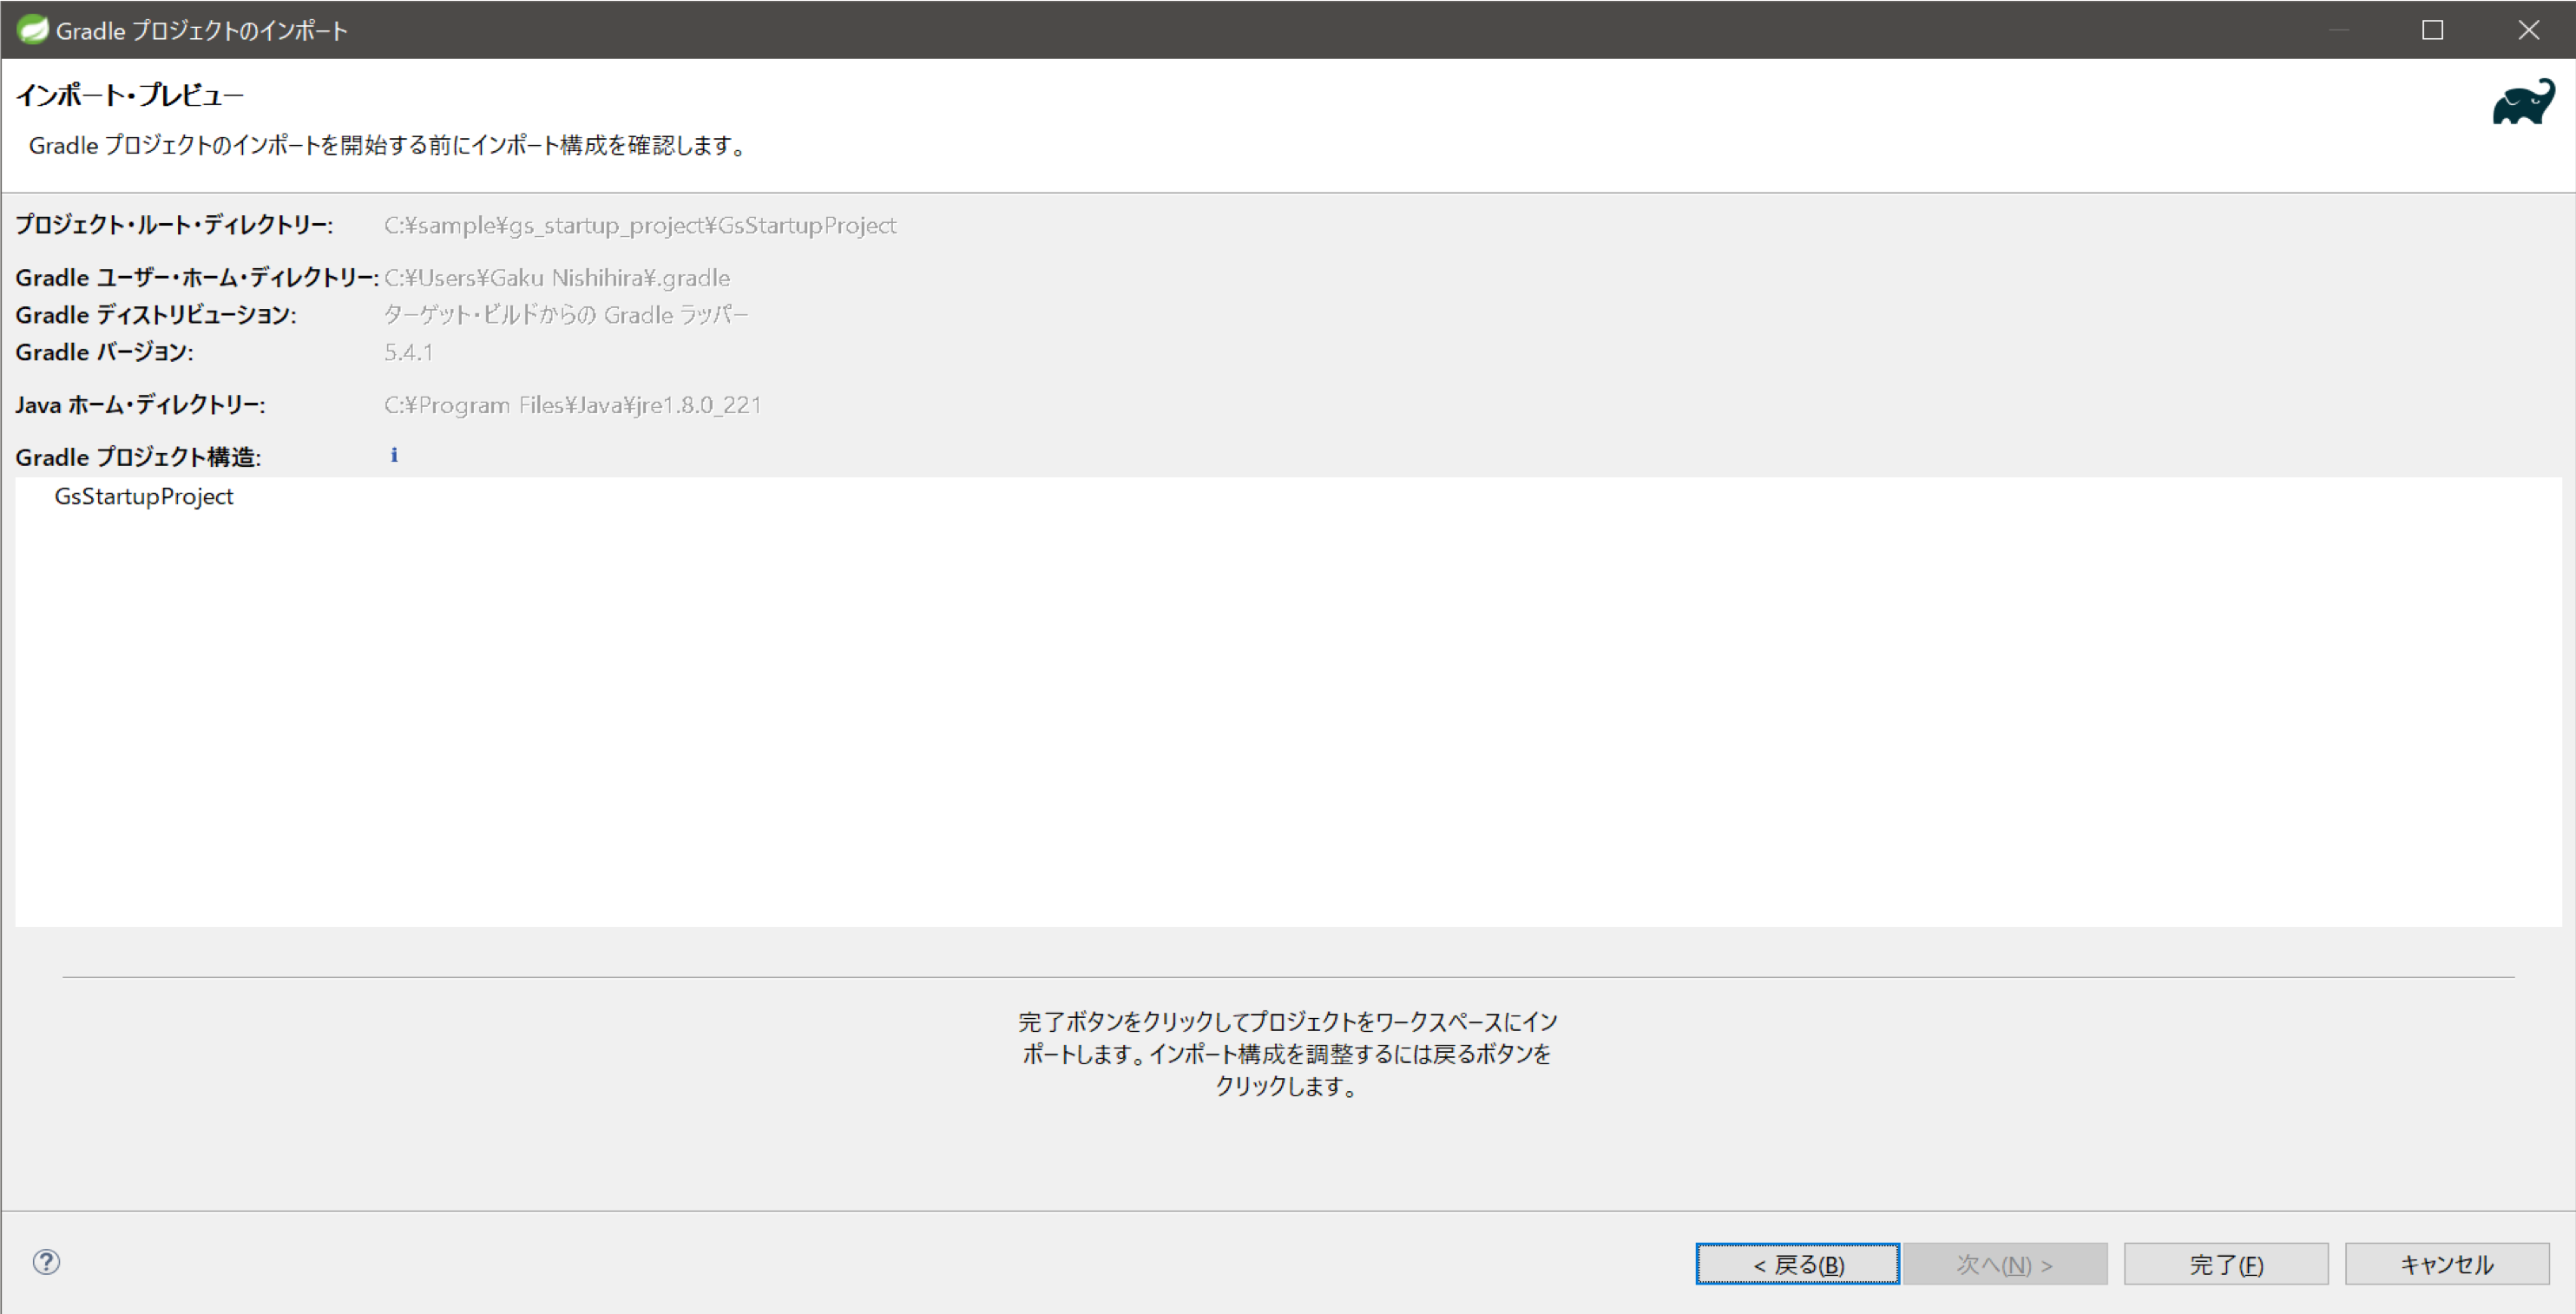 Gradle プロジェクトのインポート
インポート・プレビュー
Gradle プロジェクトのインポートを開始する前にインポート構成を確認します。
プロジェクト・ルート・ディレクトリー: C:¥sample¥gs_startup_project¥GsStartupProject
Gradle ユーザー・ホーム・ディレクトリー: C:¥Users¥Gaku Nishihira¥.gradle
Gradle ディストリビューション: ターゲット・ビルドからの Gradle ラッパー
Gradle バージョン: 5.4.1
Java ホーム・ディレクトリー: C:¥Program Files¥Java¥jre1.8.0_221
Gradle プロジェクト構造:
GsStartupProject
完了ボタンをクリックしてプロジェクトをワークスペースにイン
ポートします。インポート構成を調整するには戻るボタンを
クリックします。
< 戻る(B) 次へ(N) > 完了(F) キャンセル